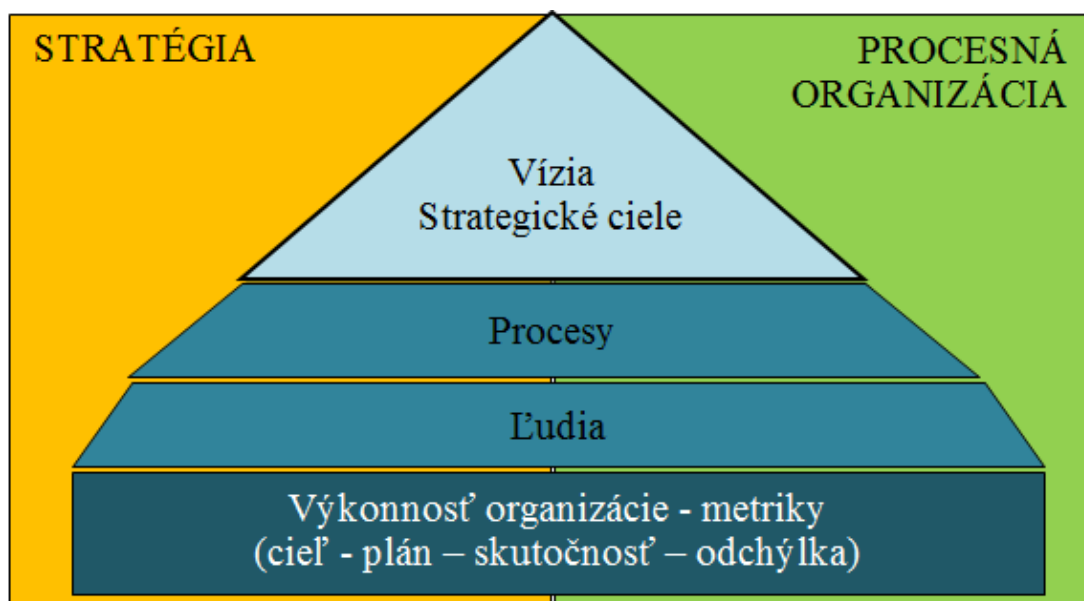 STRATÉGIA
PROCESNÁ
ORGANIZÁCIA
Vízia
Strategické ciele
Procesy
Ľudia
Výkonnosť organizácie - metriky
(cieľ - plán – skutočnosť – odchýlka)